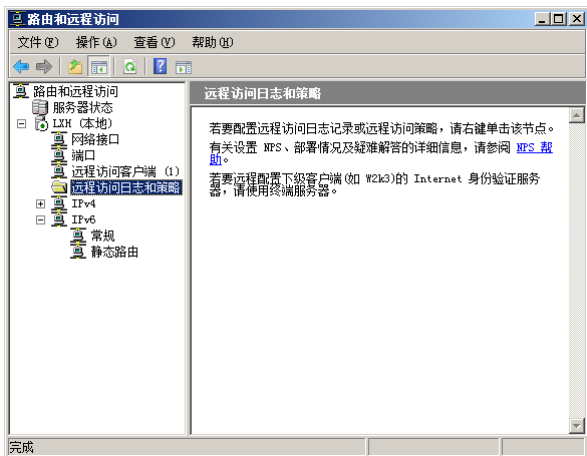 路由和远程访问
文件(F) 操作(A) 查看(V) 帮助(H)
路由和远程访问
服务器状态
LXH (本地)
网络接口
端口
远程访问客户端 (1)
远程访问日志和策略
IPv4
IPv6
常规
静态路由
远程访问日志和策略
若要配置远程访问日志记录或远程访问策略，请右键单击该节点。
有关设置 NPS、部署情况及疑难解答的详细信息，请参阅 NPS 帮
助。
若要远程配置下级客户端(如 W2k3)的 Internet 身份验证服务
器，请使用终端服务器。
完成